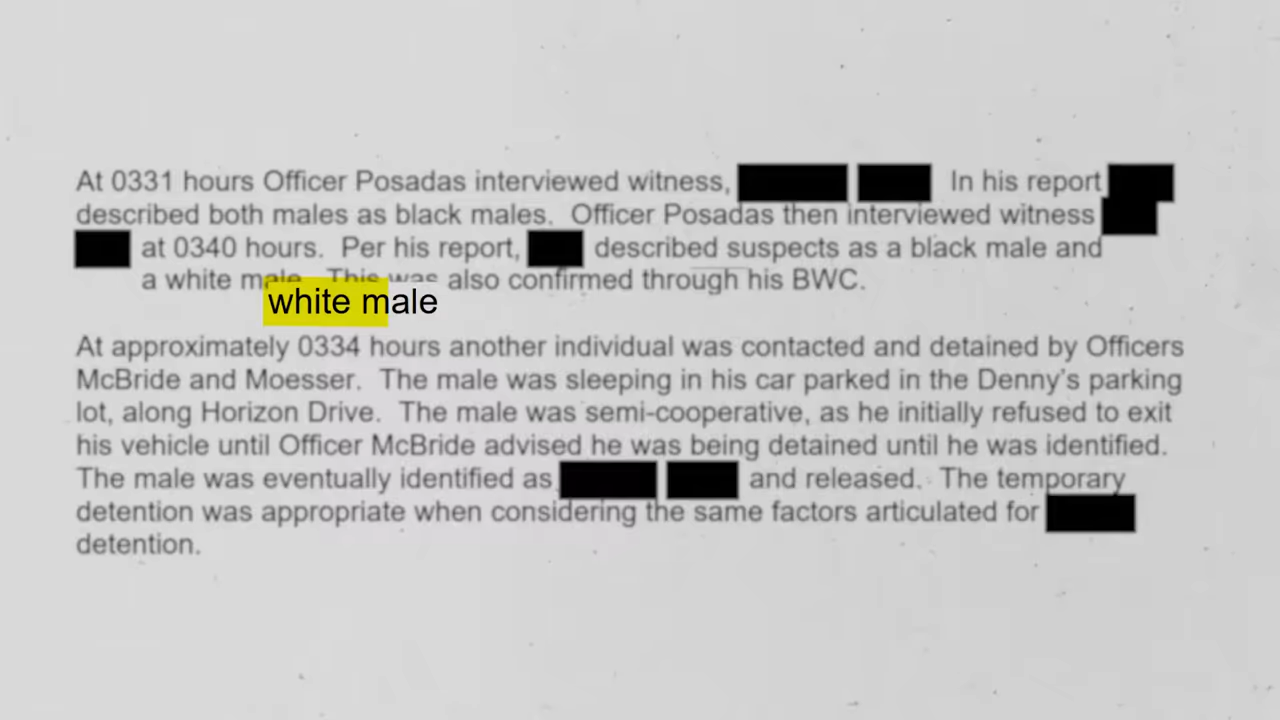 At 0331 hours Officer Posadas interviewed witness, In his report
described both males as black males. Officer Posadas then interviewed witness
at 0340 hours. Per his report, described suspects as a black male and
a white male. This was also confirmed through his BWC.
white male
At approximately 0334 hours another individual was contacted and detained by Officers
McBride and Moesser. The male was sleeping in his car parked in the Denny's parking
lot, along Horizon Drive. The male was semi-cooperative, as he initially refused to exit
his vehicle until Officer McBride advised he was being detained until he was identified.
The male was eventually identified as and released. The temporary
detention was appropriate when considering the same factors articulated for
detention.